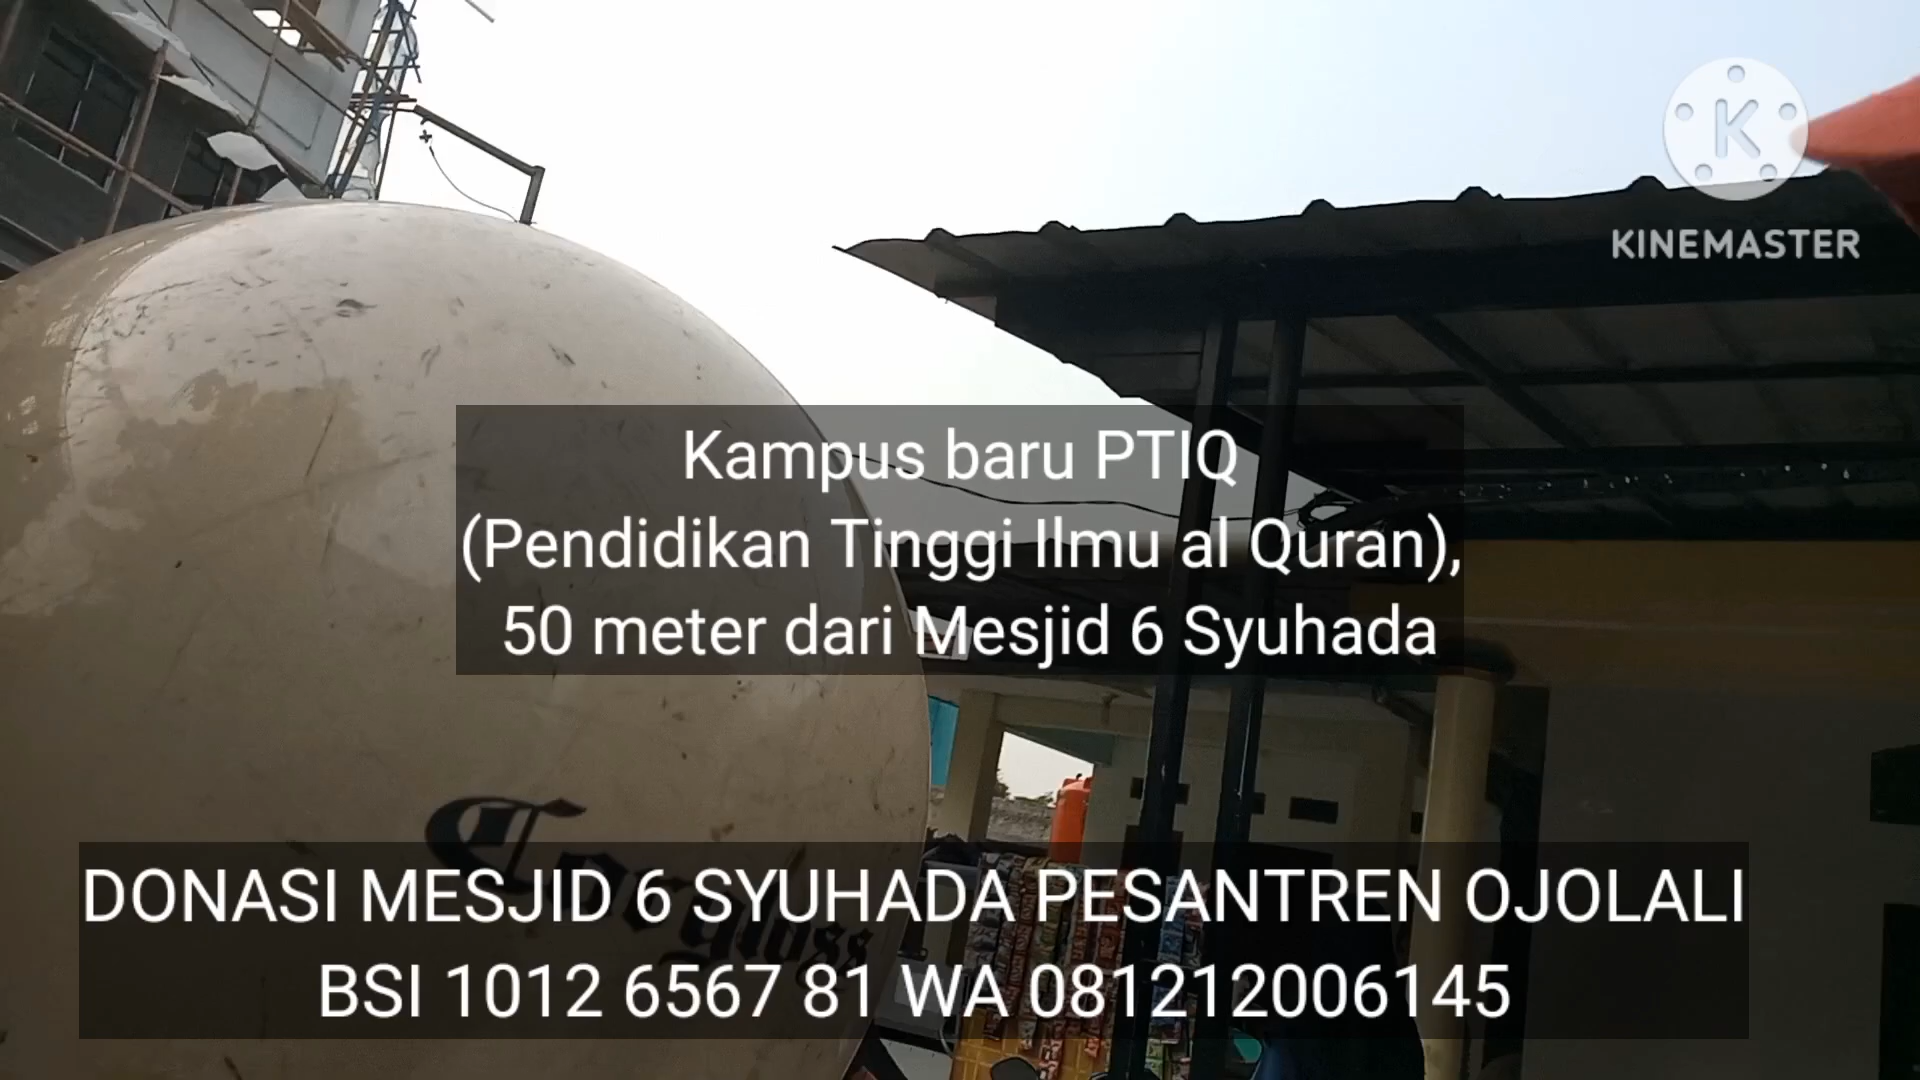 K
KINEMASTER
Kampus baru PTIQ
(Pendidikan Tinggi Ilmu al Quran),
50 meter dari Mesjid 6 Syuhada
Corgloss
DONASI MESJID 6 SYUHADA PESANTREN OJOLALI
BSI 1012 6567 81 WA 081212006145